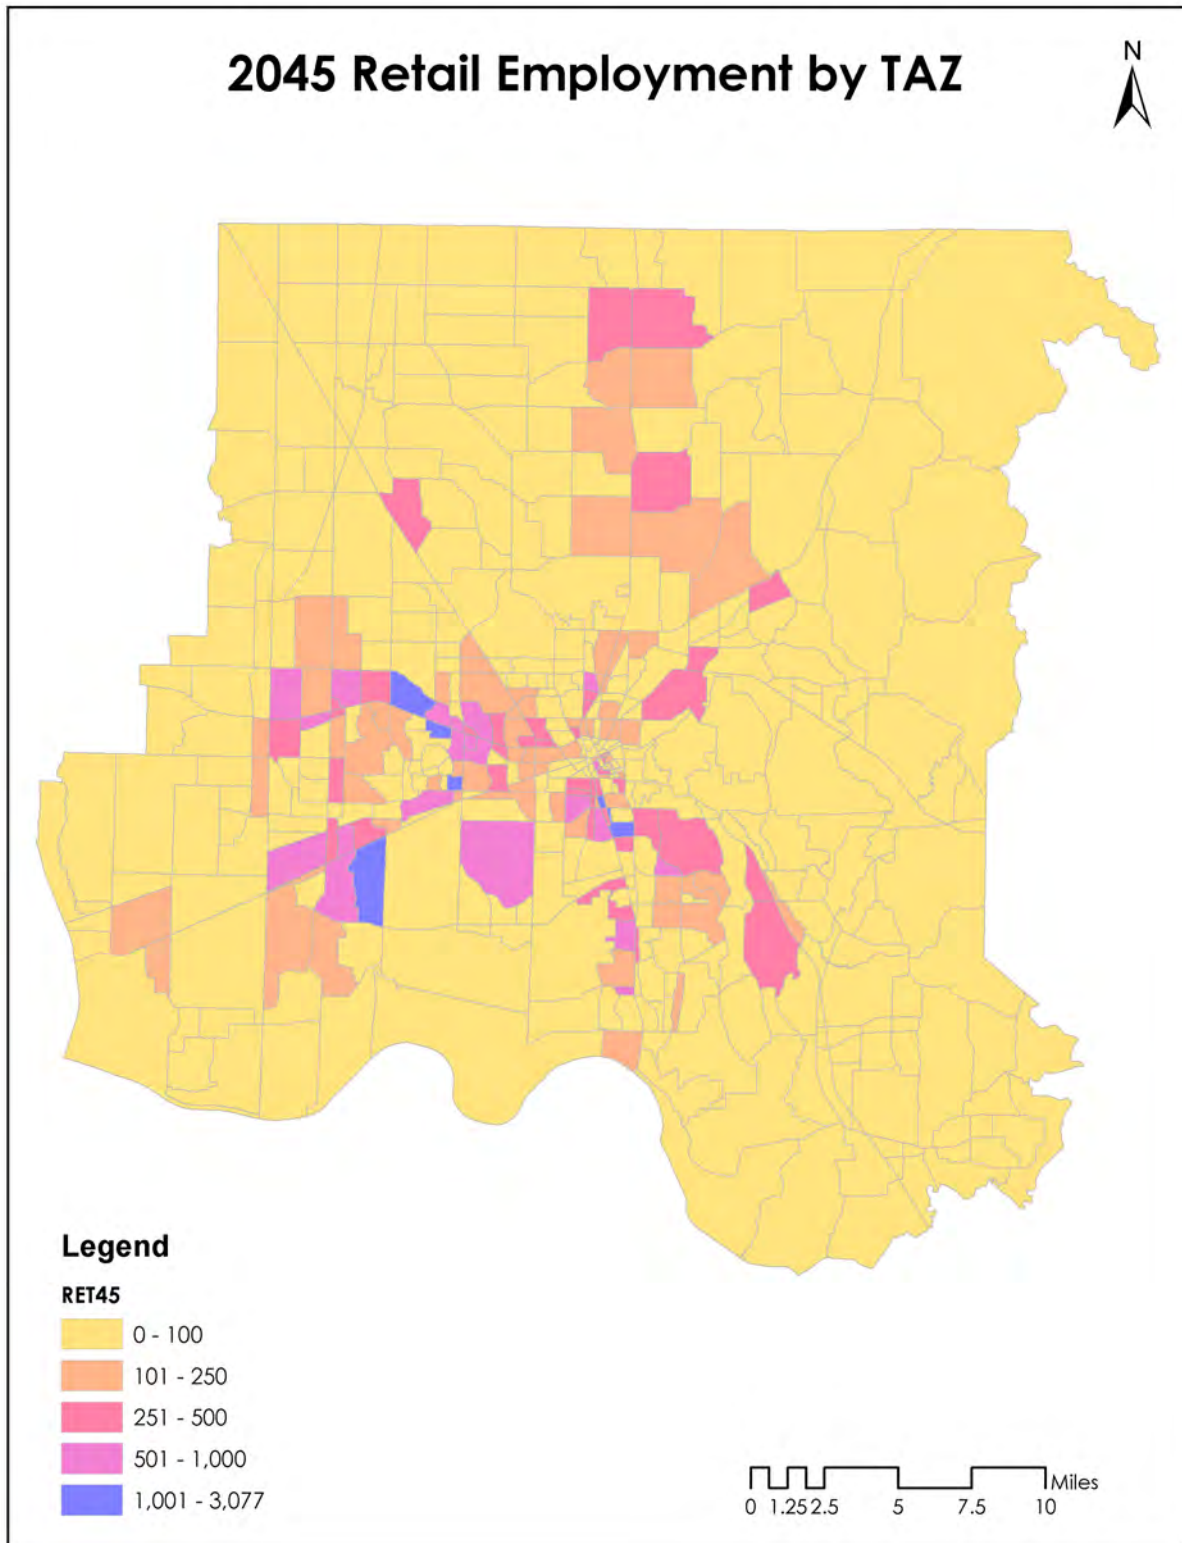 2045 Retail Employment by TAZ
N
Legend
RET45
0 - 100
101 - 250
251 - 500
501 - 1,000
1,001 - 3,077
Miles
0 1.25 2.5 5 7.5 10